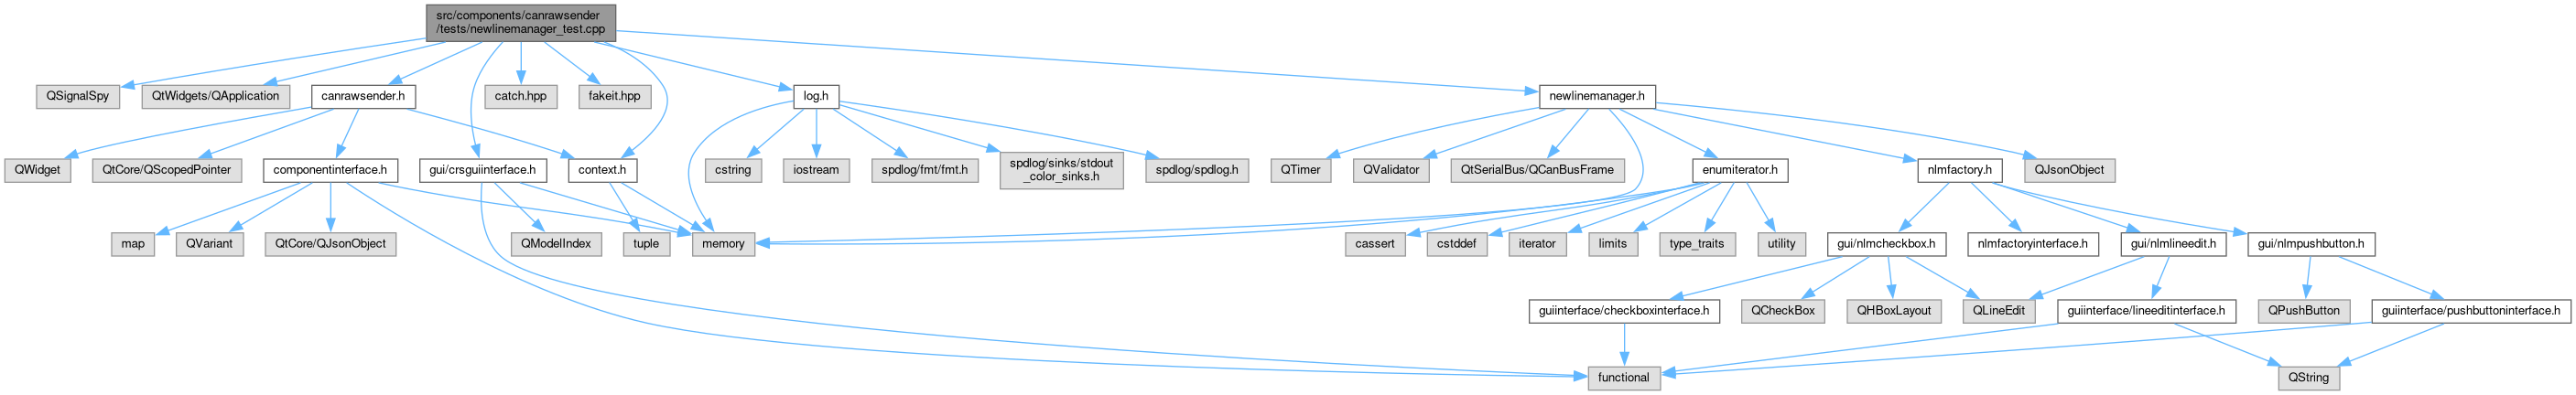 src/components/canrawsender
/tests/newlinemanager_test.cpp
QSignalSpy
QtWidgets/QApplication
canrawsender.h
catch.hpp
fakeit.hpp
log.h
newlinemanager.h
QWidget
QtCore/QScopedPointer
componentinterface.h
gui/crsguiinterface.h
context.h
cstring
iostream
spdlog/fmt/fmt.h
spdlog/sinks/stdout
_color_sinks.h
spdlog/spdlog.h
QTimer
QValidator
QtSerialBus/QCanBusFrame
enumiterator.h
nlmfactory.h
QJsonObject
map
QVariant
QtCore/QJsonObject
QModelIndex
tuple
memory
cassert
cstddef
iterator
limits
type_traits
utility
gui/nlmcheckbox.h
nlmfactoryinterface.h
gui/nlmlineedit.h
gui/nlmpushbutton.h
guiinterface/checkboxinterface.h
QCheckBox
QHBoxLayout
QLineEdit
guiinterface/lineeditinterface.h
QPushButton
guiinterface/pushbuttoninterface.h
functional
QString